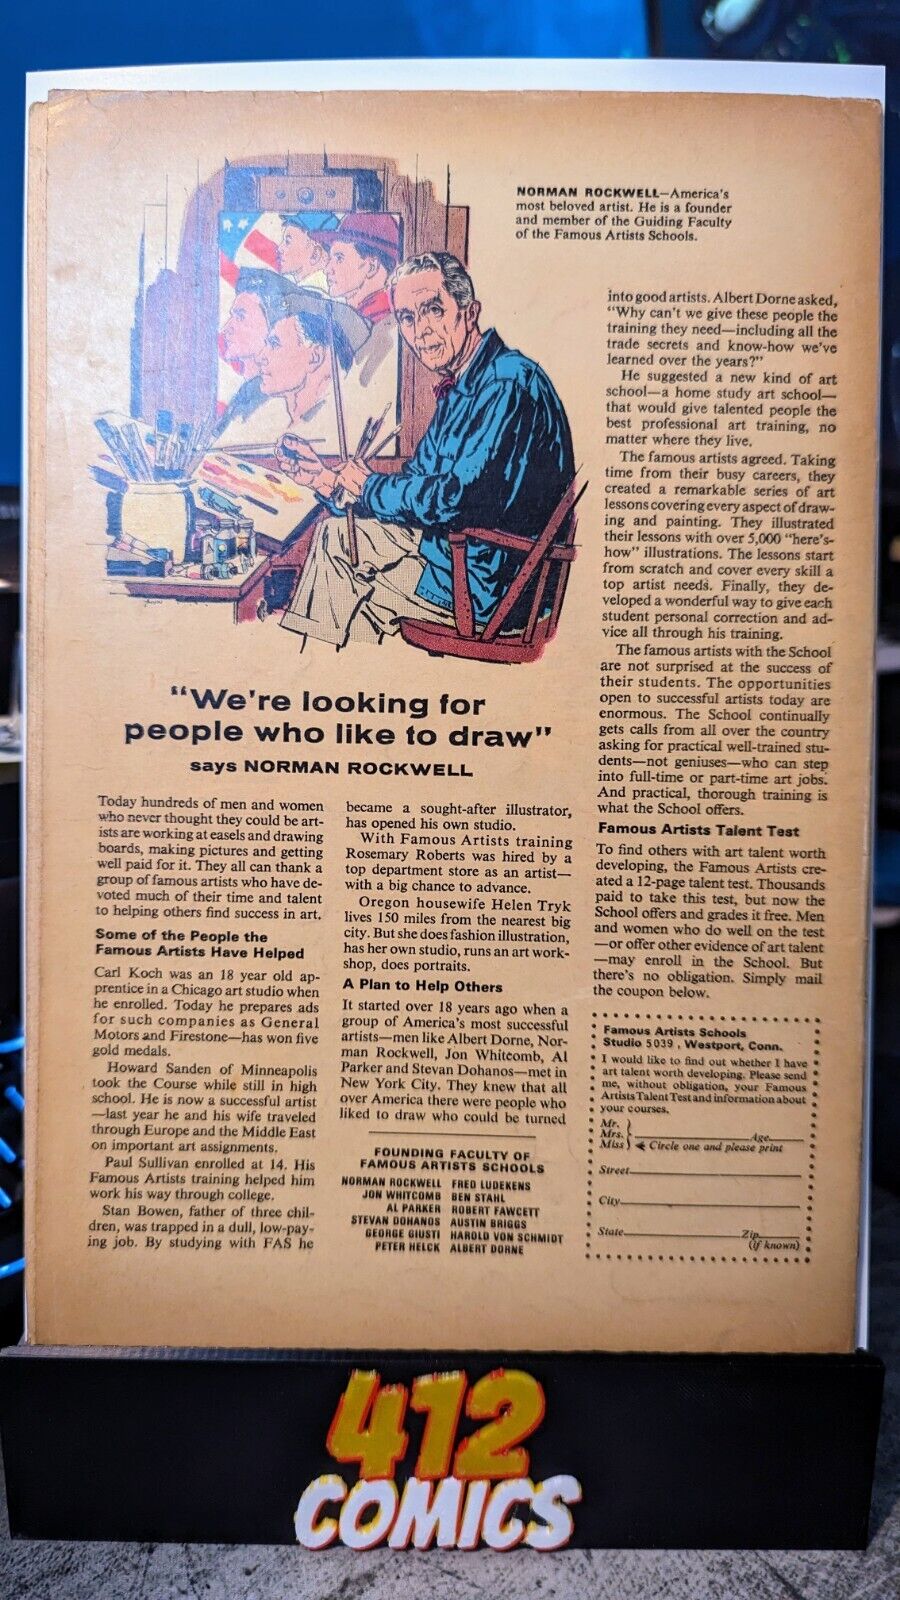 NORMAN ROCKWELL—America's
most beloved artist. He is a founder
and member of the Guiding Faculty
of the Famous Artists Schools.
"We're looking for
people who like to draw"
says NORMAN ROCKWELL
Today hundreds of men and women
who never thought they could be art-
ists are working at easels and drawing
boards, making pictures and getting
well paid for it. They all can thank a
group of famous artists who have de-
voted much of their time and talent
to helping others find success in art.
Some of the People the
Famous Artists Have Helped
Carl Koch was an 18 year old ap-
prentice in a Chicago art studio when
he enrolled. Today he prepares ads
for such companies as General
Motors and Firestone—has won five
gold medals.
Howard Sanden of Minneapolis
took the Course while still in high
school. He is now a successful artist
—last year he and his wife traveled
through Europe and the Middle East
on important art assignments.
Paul Sullivan enrolled at 14. His
Famous Artists training helped him
work his way through college.
Stan Bowen, father of three chil-
dren, was trapped in a dull, low-pay-
ing job. By studying with FAS he
became a sought-after illustrator,
has opened his own studio.
With Famous Artists training
Rosemary Roberts was hired by a
top department store as an artist—
with a big chance to advance.
Oregon housewife Helen Tryk
lives 150 miles from the nearest big
city. But she does fashion illustration,
has her own studio, runs an art work-
shop, does portraits.
A Plan to Help Others
It started over 18 years ago when a
group of America's most successful
artists—men like Albert Dorne, Nor-
man Rockwell, Jon Whitcomb, Al
Parker and Stevan Dohanos—met in
New York City. They knew that all
over America there were people who
liked to draw who could be turned
FOUNDING FACULTY OF
FAMOUS ARTISTS SCHOOLS
NORMAN ROCKWELL FRED LUDEKENS
JON WHITCOMB BEN STAHL
AL PARKER ROBERT FAWCETT
STEVAN DOHANOS AUSTIN BRIGGS
GEORGE GIUSTI HAROLD VON SCHMIDT
PETER HELCK ALBERT DORNE
into good artists. Albert Dorne asked,
"Why can't we give these people the
training they need—including all the
trade secrets and know-how we've
learned over the years?"
He suggested a new kind of art
school—a home study art school—
that would give talented people the
best professional art training, no
matter where they live.
The famous artists agreed. Taking
time from their busy careers, they
created a remarkable series of art
lessons covering every aspect of draw-
ing and painting. They illustrated
their lessons with over 5,000 "here's-
how" illustrations. The lessons start
from scratch and cover every skill a
top artist needs. Finally, they de-
veloped a wonderful way to give each
student personal correction and ad-
vice all through his training.
The famous artists with the School
are not surprised at the success of
their students. The opportunities
open to successful artists today are
enormous. The School continually
gets calls from all over the country
asking for practical well-trained stu-
dents—not geniuses—who can step
into full-time or part-time art jobs.
And practical, thorough training is
what the School offers.
Famous Artists Talent Test
To find others with art talent worth
developing, the Famous Artists cre-
ated a 12-page talent test. Thousands
paid to take this test, but now the
School offers and grades it free. Men
and women who do well on the test
—or offer other evidence of art talent
—may enroll in the School. But
there's no obligation. Simply mail
the coupon below.
Famous Artists Schools
Studio 5039, Westport, Conn.
I would like to find out whether I have
art talent worth developing. Please send
me, without obligation, your Famous
Artists Talent Test and information about
your courses.
Mr.
Mrs. Age
Miss Circle one and please print
Street
City
State Zip
(if known)
412
COMICS